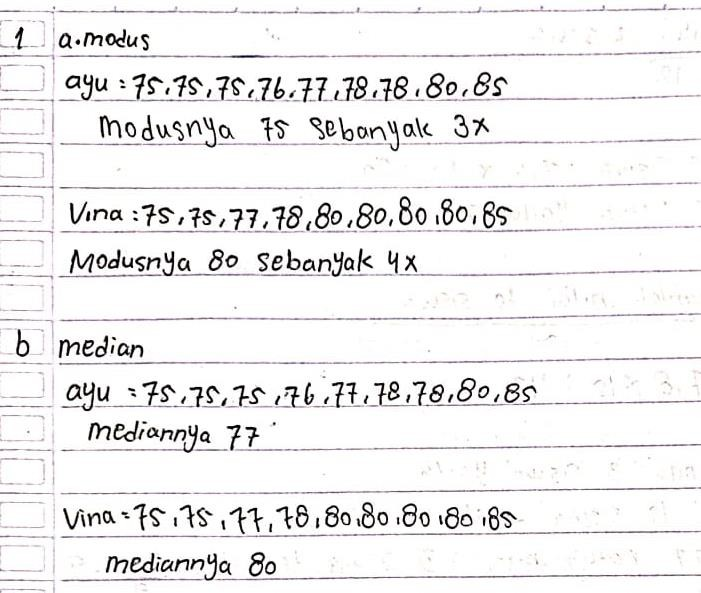 1 a. modus
ayu : 75, 75, 75, 76, 77, 78, 78, 80, 85
Modusnya 75 sebanyak 3x
Vina : 75, 75, 77, 78, 80, 80, 80, 80, 85
Modusnya 80 sebanyak 4x
b median
ayu : 75, 75, 75, 76, 77, 78, 78, 80, 85
mediannya 77
Vina : 75, 75, 77, 78, 80, 80, 80, 80, 85
mediannya 80